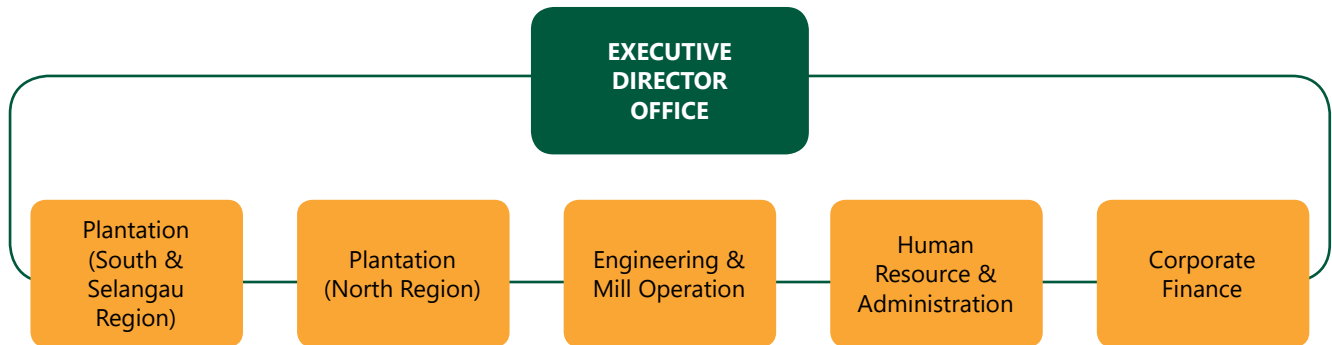 EXECUTIVE
DIRECTOR
OFFICE
Plantation
(South &
Selangau
Region)
Plantation
(North Region)
Engineering &
Mill Operation
Human
Resource &
Administration
Corporate
Finance